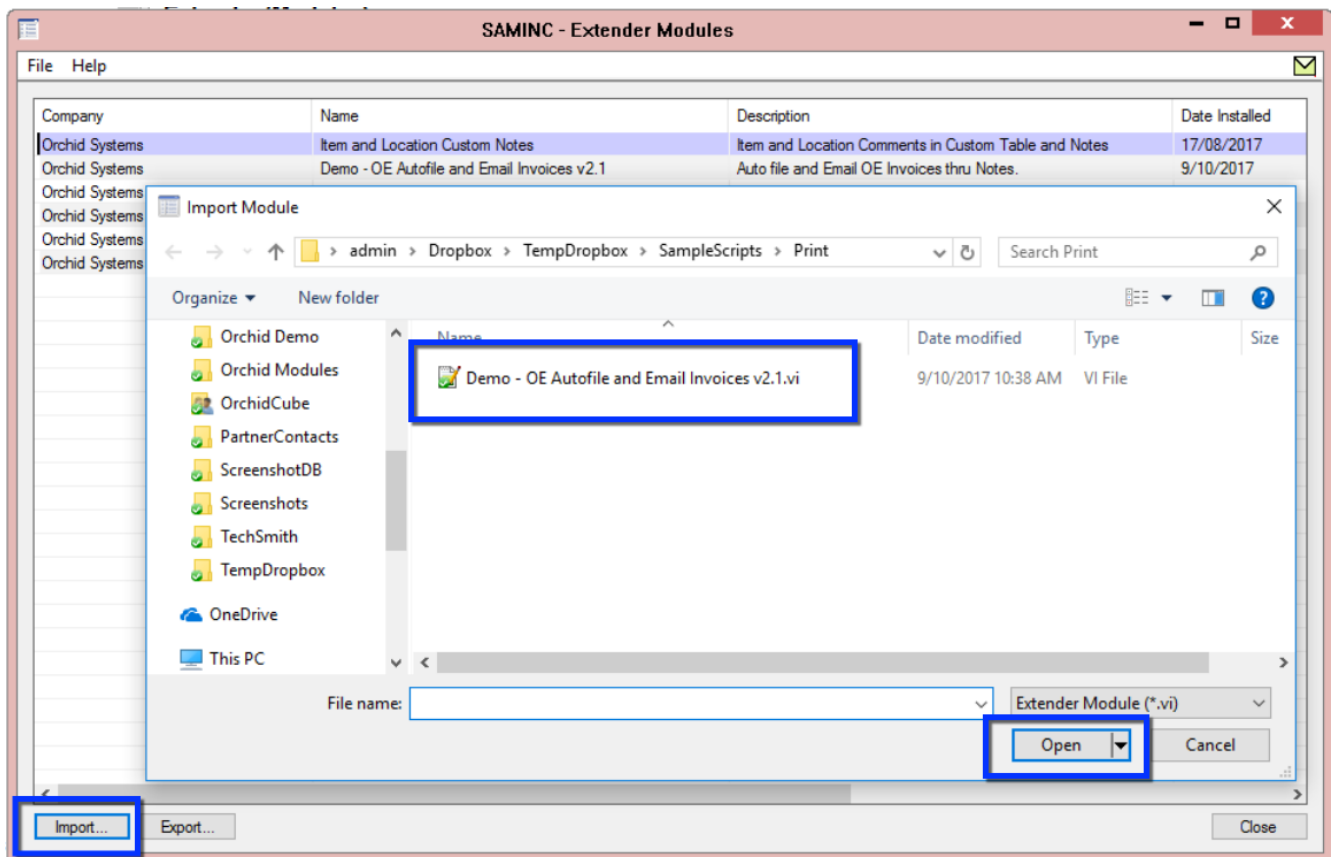 SAMINC - Extender Modules
File Help
Company Name Description Date Installed
Orchid Systems Item and Location Custom Notes Item and Location Comments in Custom Table and Notes 17/08/2017
Orchid Systems Demo - OE Autofile and Email Invoices v2.1 Auto file and Email OE Invoices thru Notes. 9/10/2017
Orchid Systems
Orchid Systems
Orchid Systems
Orchid Systems
Import Module
admin > Dropbox > TempDropbox > SampleScripts > Print Search Print
Organize New folder
Name Date modified Type Size
Orchid Demo
Demo - OE Autofile and Email Invoices v2.1.vi 9/10/2017 10:38 AM VI File
Orchid Modules
OrchidCube
PartnerContacts
ScreenshotDB
Screenshots
TechSmith
TempDropbox
OneDrive
This PC
File name: Extender Module (*.vi)
Open Cancel
Import... Export... Close